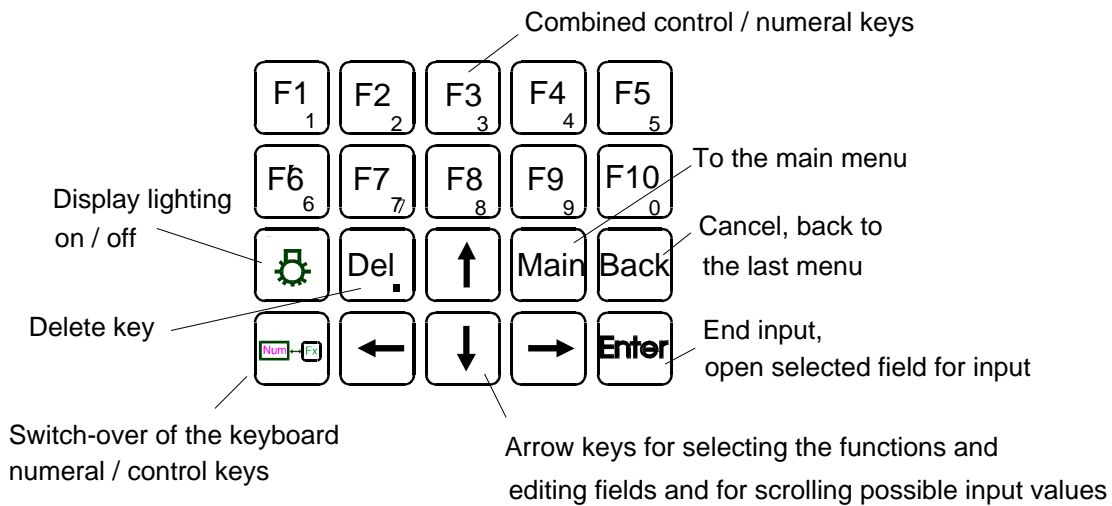 Combined control / numeral keys
F1 F2 F3 F4 F5
1 2 3 4 5
To the main menu
F6 F7 F8 F9 F10
6 7 8 9 0
Display lighting
on / off
Cancel, back to
the last menu
Del Main Back
.
Delete key
End input,
open selected field for input
Num Fx Enter
Switch-over of the keyboard
numeral / control keys
Arrow keys for selecting the functions and
editing fields and for scrolling possible input values